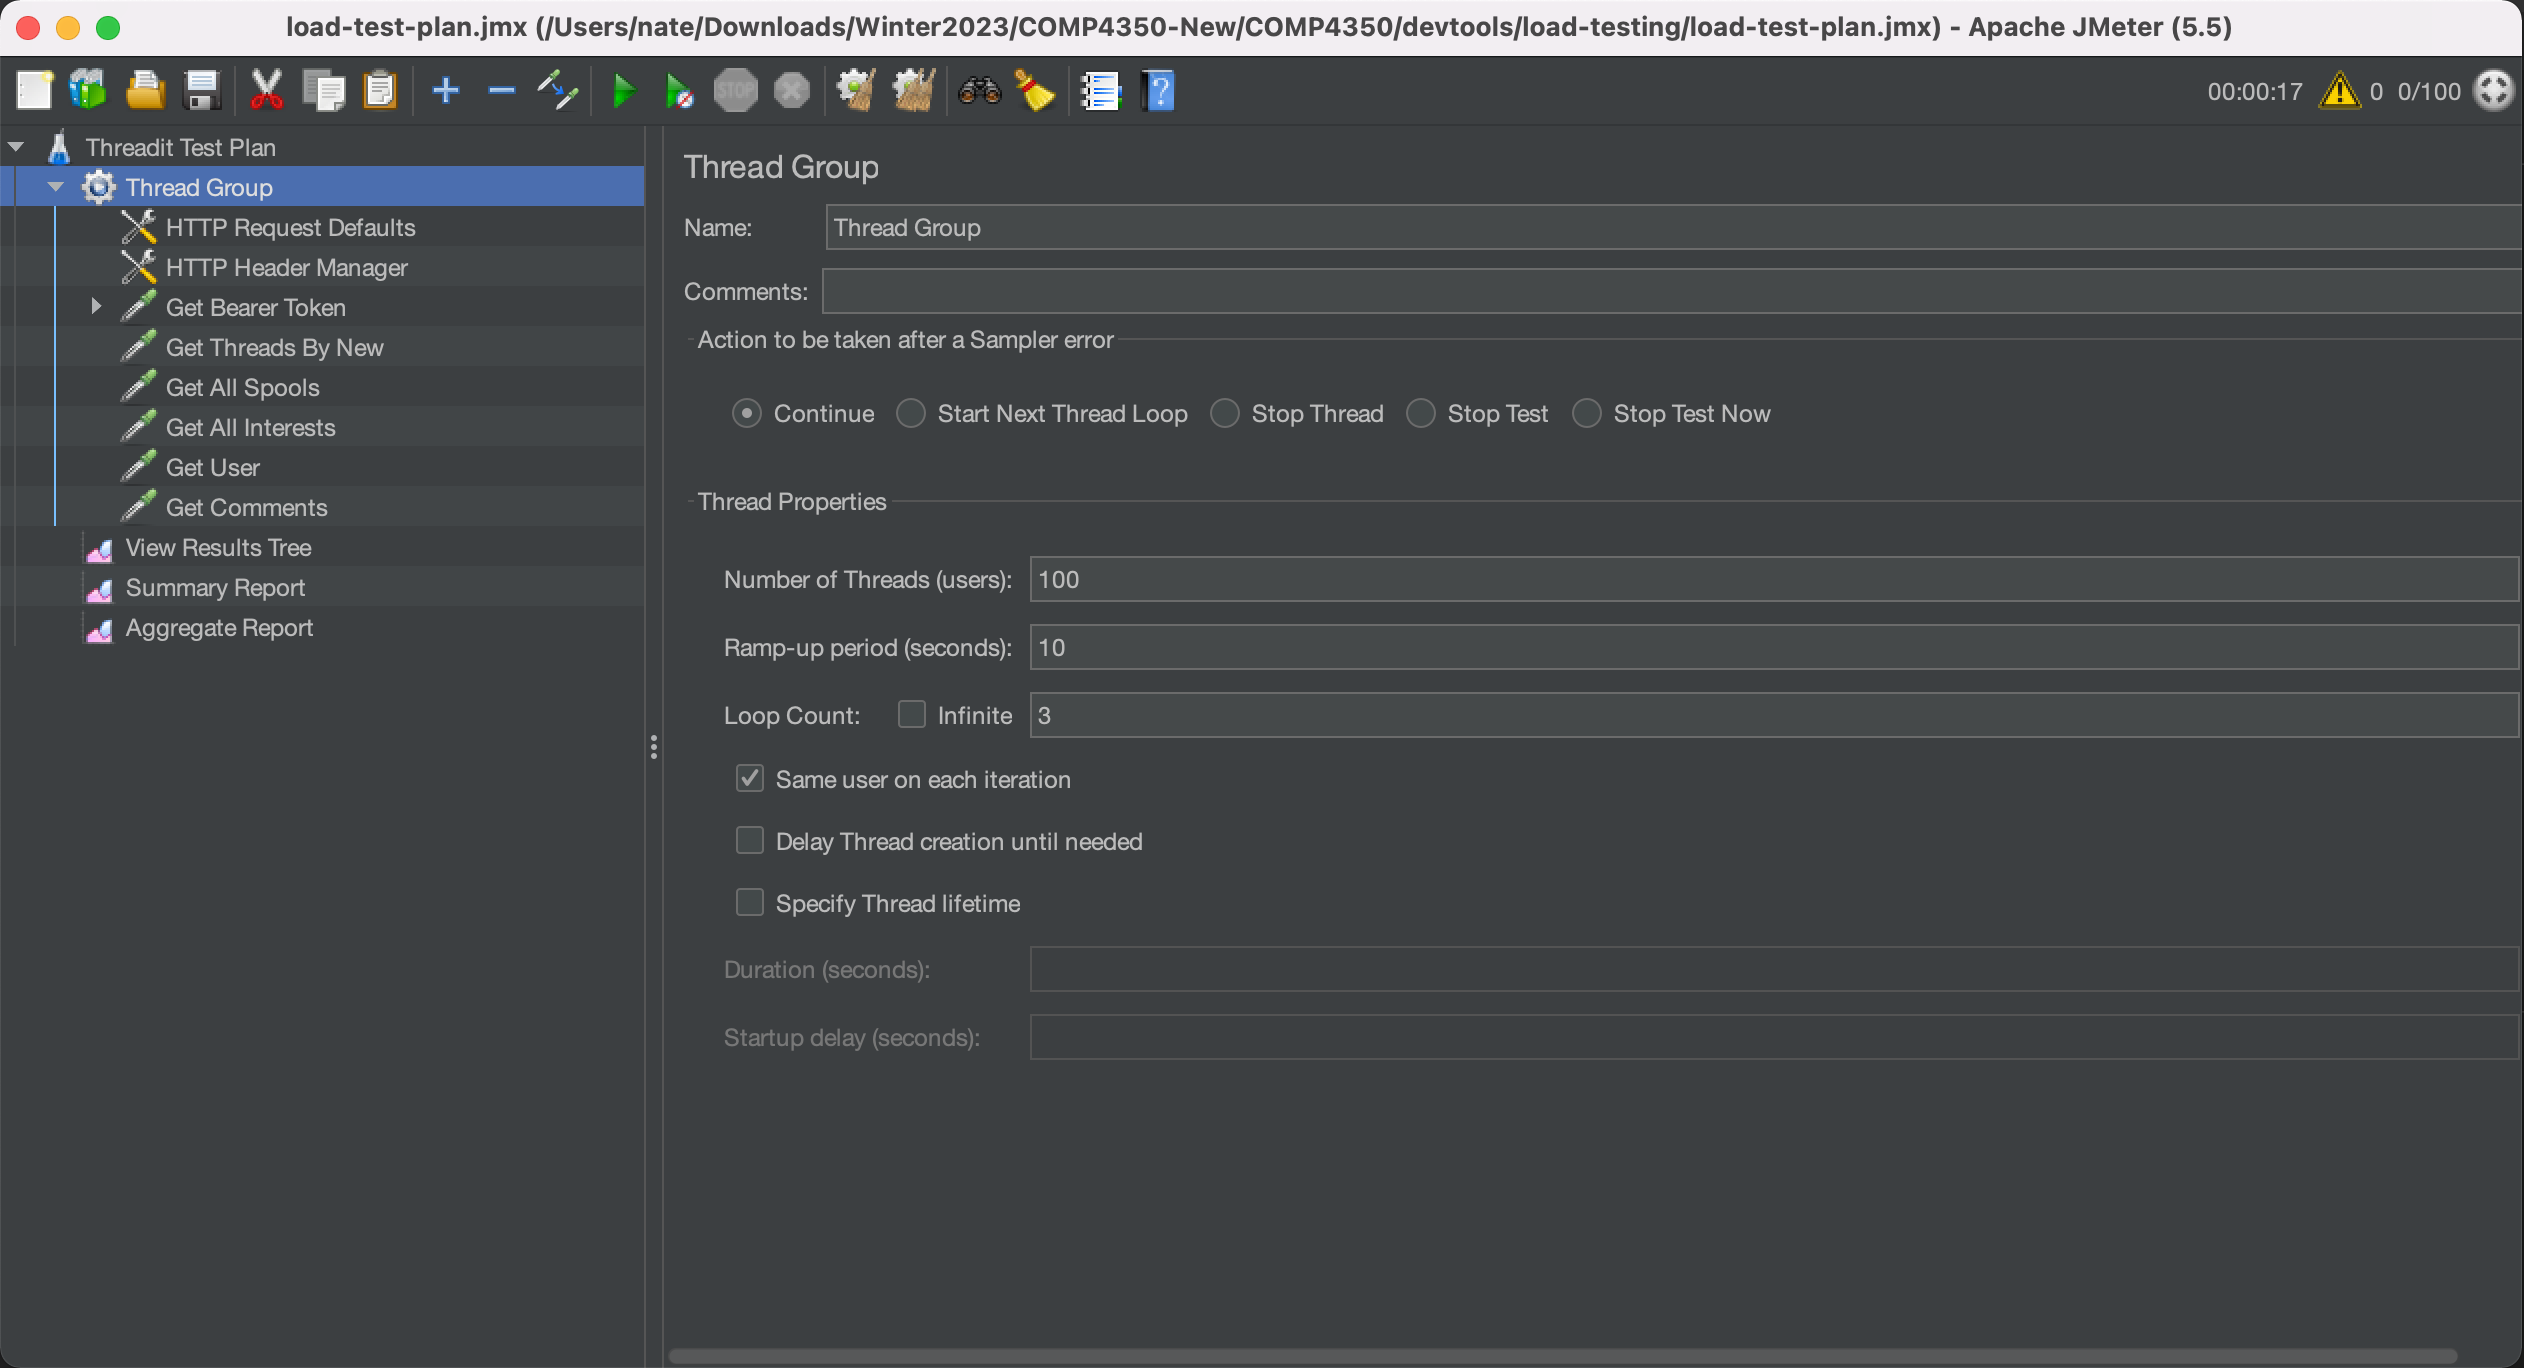 load-test-plan.jmx (/Users/nate/Downloads/Winter2023/COMP4350-New/COMP4350/devtools/load-testing/load-test-plan.jmx) - Apache JMeter (5.5)
STOP
?
00:00:17 0 0/100
Threadit Test Plan
Thread Group
HTTP Request Defaults
HTTP Header Manager
Get Bearer Token
Get Threads By New
Get All Spools
Get All Interests
Get User
Get Comments
View Results Tree
Summary Report
Aggregate Report
Thread Group
Name: Thread Group
Comments:
Action to be taken after a Sampler error
Continue Start Next Thread Loop Stop Thread Stop Test Stop Test Now
Thread Properties
Number of Threads (users): 100
Ramp-up period (seconds): 10
Loop Count: Infinite 3
Same user on each iteration
Delay Thread creation until needed
Specify Thread lifetime
Duration (seconds):
Startup delay (seconds):